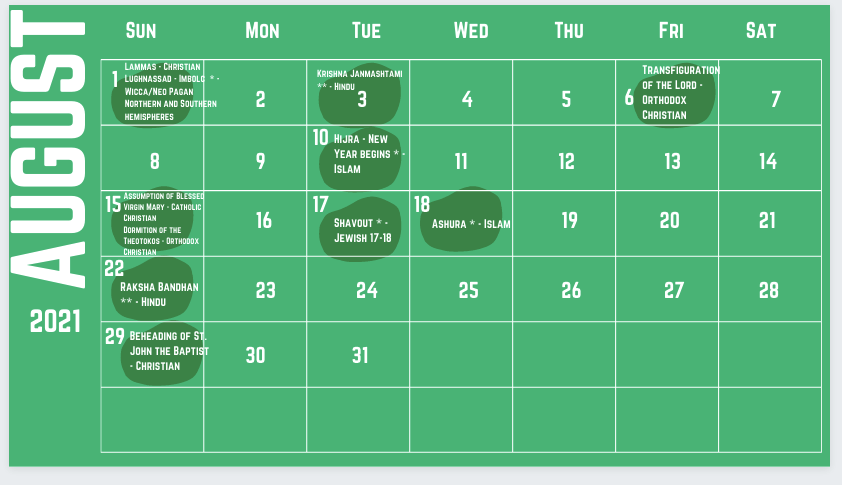 AUGUST
2021
SUN MON TUE WED THU FRI SAT
1 LAMMAS - CHRISTIAN
LUGHNASSAD - IMBOLC * -
WICCA/NEO PAGAN
NORTHERN AND SOUTHERN
HEMISPHERES
2
KRISHNA JANMASHTAMI
** - HINDU
3
4
5
6 TRANSFIGURATION
OF THE LORD -
ORTHODOX
CHRISTIAN
7
8
9
10 HIJRA - NEW
YEAR BEGINS * -
ISLAM
11
12
13
14
15 ASSUMPTION OF BLESSED
VIRGIN MARY - CATHOLIC
CHRISTIAN
DORMITION OF THE
THEOTOKOS - ORTHODOX
CHRISTIAN
16
17
SHAVOUT * -
JEWISH 17-18
18
ASHURA * - ISLAM
19
20
21
22
RAKSHA BANDHAN
** - HINDU
23
24
25
26
27
28
29 BEHEADING OF ST.
JOHN THE BAPTIST
- CHRISTIAN
30
31